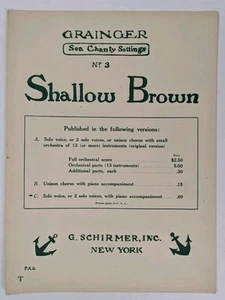 GRAINGER
Sea Chanty Settings
Nº 3
Shallow Brown
Published in the following versions:
A. Solo voice, or 2 solo voices, or unison chorus with small
orchestra of 13 (or more) instruments (original version)
Full orchestral score $2.50
Orchestral parts (13 instruments) 5.00
Additional parts, each .30
B. Unison chorus with piano accompaniment .15
C. Solo voice, or 2 solo voices, with piano accompaniment .60
G. SCHIRMER, INC.
NEW YORK
P.A.G
T